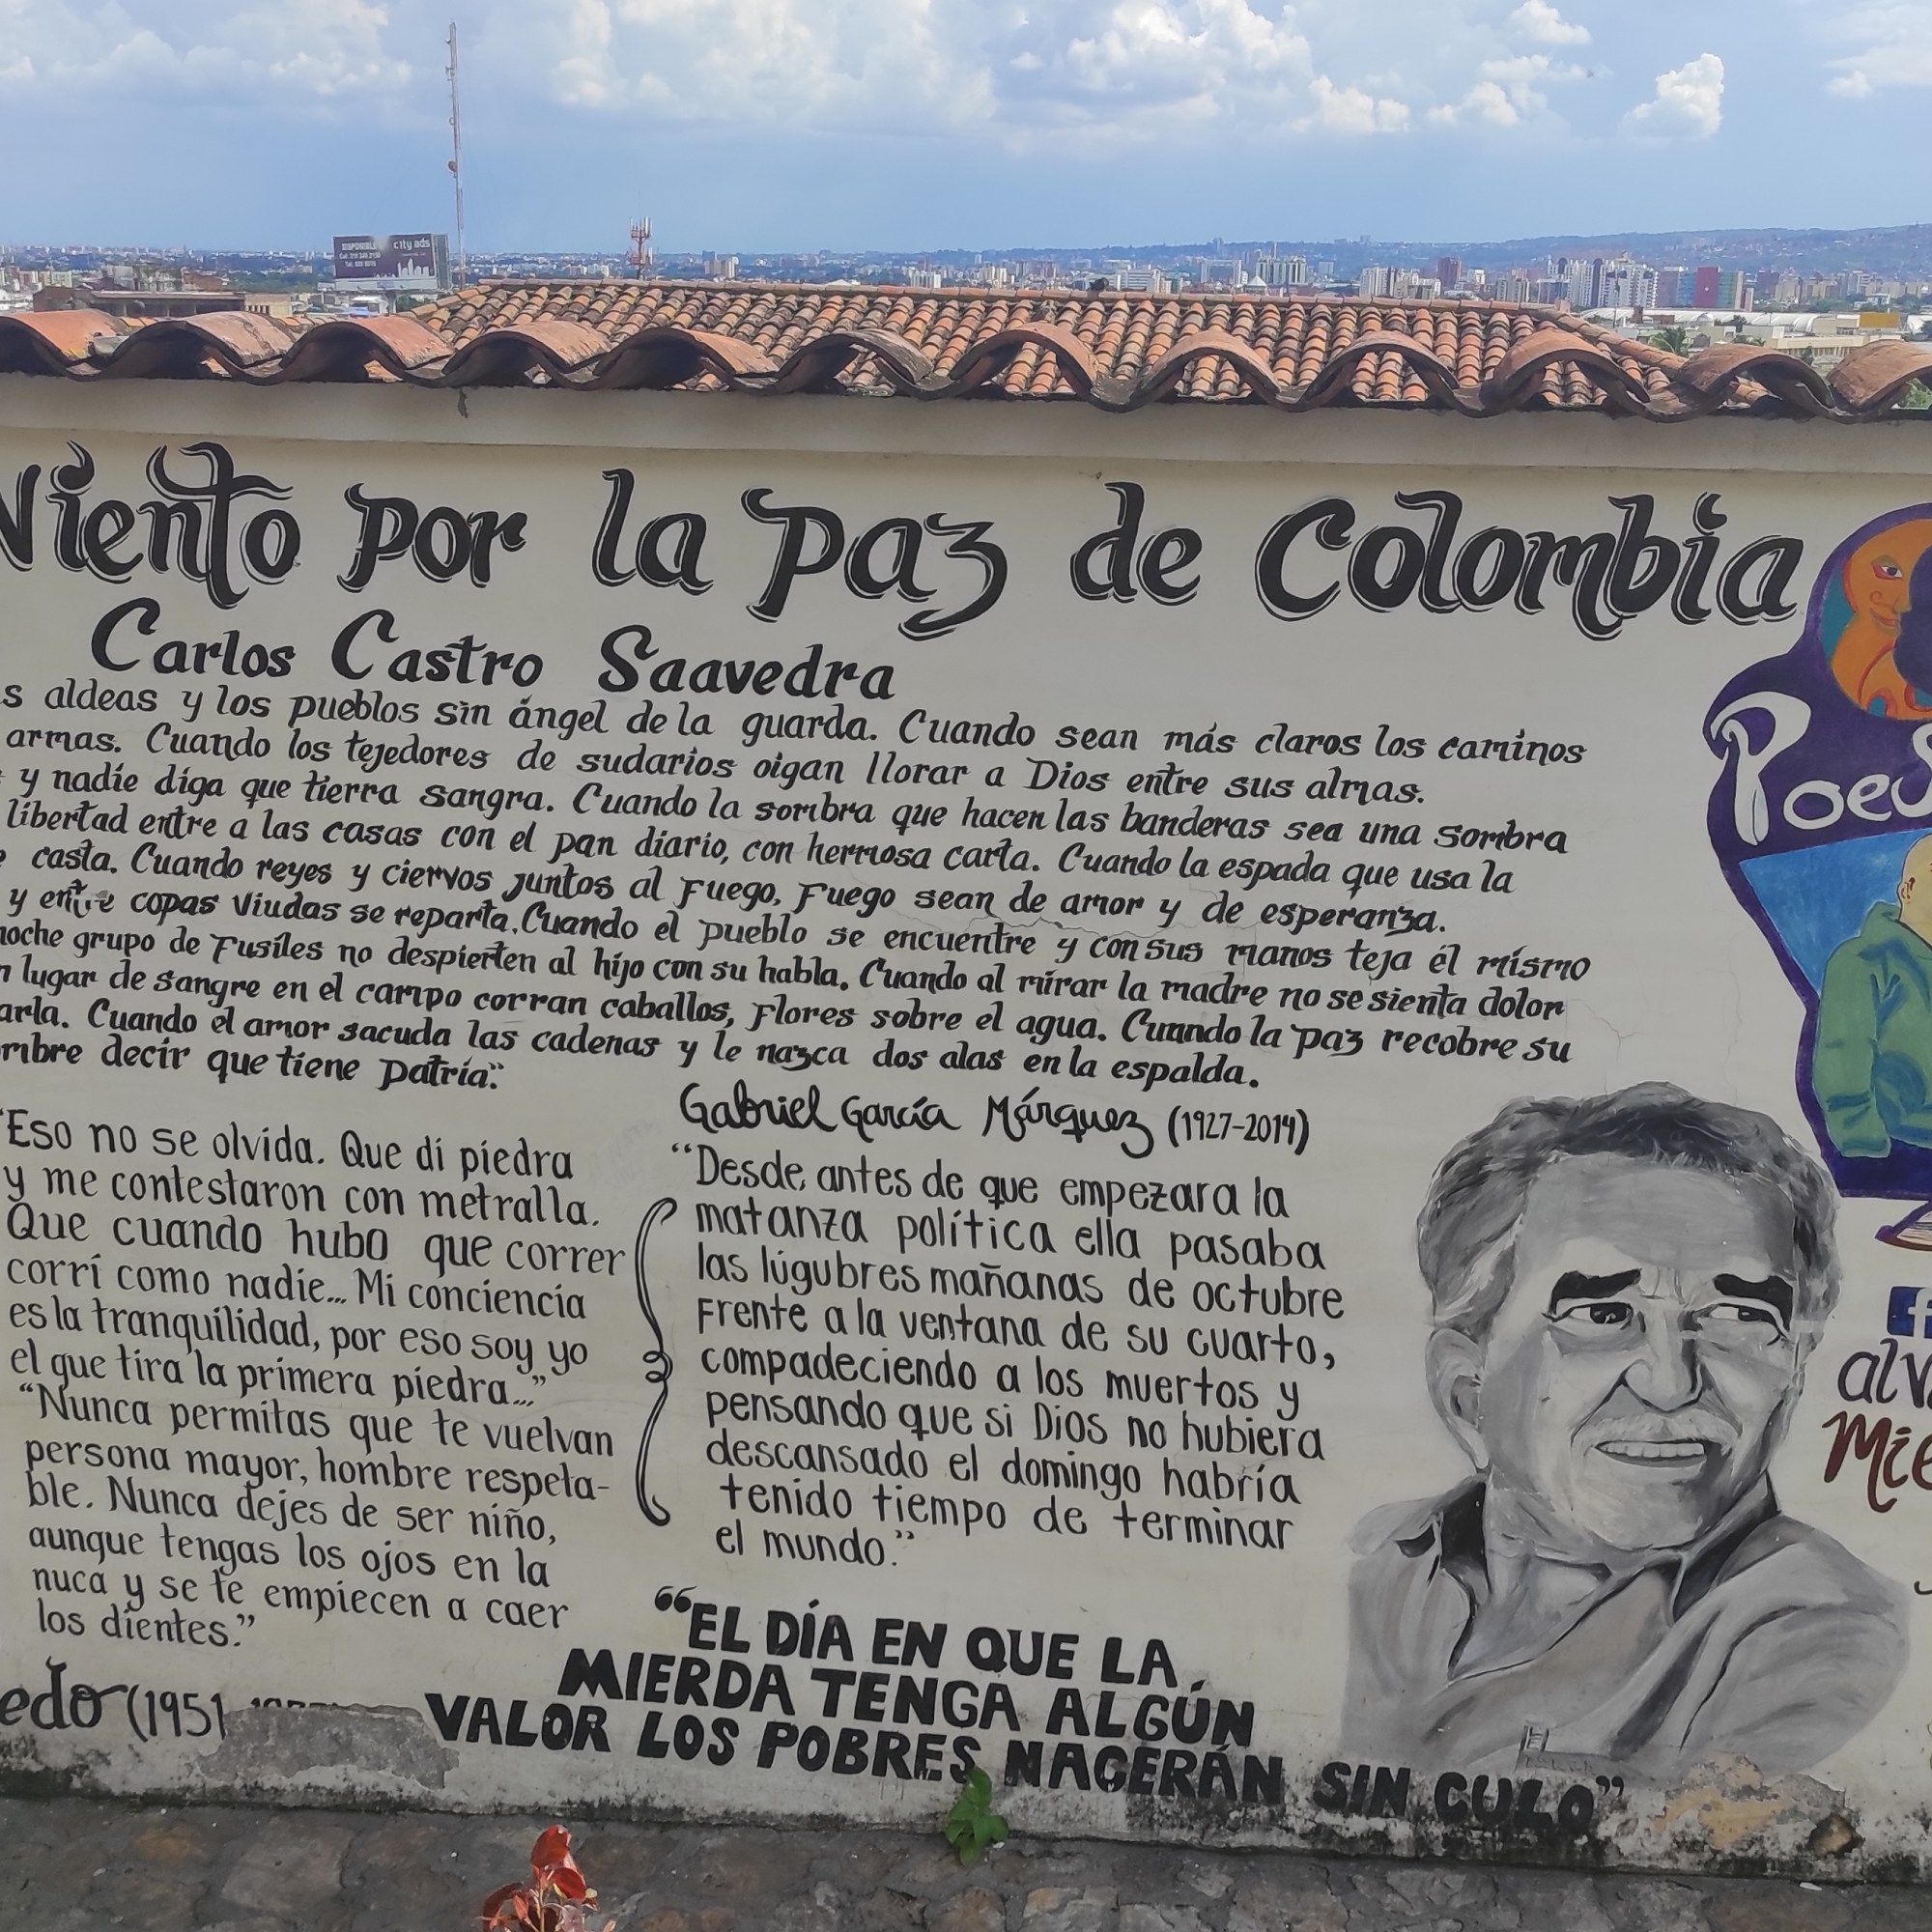 DISPONIBLE city ads
Viento por la paz de Colombia
Carlos Castro Saavedra
s aldeas y los pueblos sin ángel de la guarda. Cuando sean más claros los caminos
armas. Cuando los tejedores de sudarios oigan llorar a Dios entre sus almas.
y nadie diga que tierra sangra. Cuando la sombra que hacen las banderas sea una sombra
libertad entre a las casas con el pan diario, con hermosa carta. Cuando la espada que usa la
casta. Cuando reyes y ciervos juntos al fuego, fuego sean de amor y de esperanza.
y entre copas viudas se reparta. Cuando el pueblo se encuentre y con sus manos teja él mismo
noche grupo de fusiles no despierten al hijo con su habla. Cuando al mirar la madre no se sienta dolor
n lugar de sangre en el campo corran caballos, flores sobre el agua. Cuando la paz recobre su
arla. Cuando el amor sacuda las cadenas y le nazca dos alas en la espalda.
ombre decir que tiene patria".
"Eso no se olvida. Que di piedra
y me contestaron con metralla.
Que cuando hubo que correr
corrí como nadie... Mi conciencia
es la tranquilidad, por eso soy yo
el que tira la primera piedra..."
"Nunca permitas que te vuelvan
persona mayor, hombre respeta-
ble. Nunca dejes de ser niño,
aunque tengas los ojos en la
nuca y se te empiecen a caer
los dientes."
edo (1951
Gabriel García Márquez (1927-2014)
"Desde antes de que empezara la
matanza política ella pasaba
las lúgubres mañanas de octubre
frente a la ventana de su cuarto,
compadeciendo a los muertos y
pensando que si Dios no hubiera
descansado el domingo habría
tenido tiempo de terminar
el mundo."
"EL DÍA EN QUE LA
MIERDA TENGA ALGÚN
VALOR LOS POBRES NACERÁN SIN CULO"
Poes
f
alv
Mie